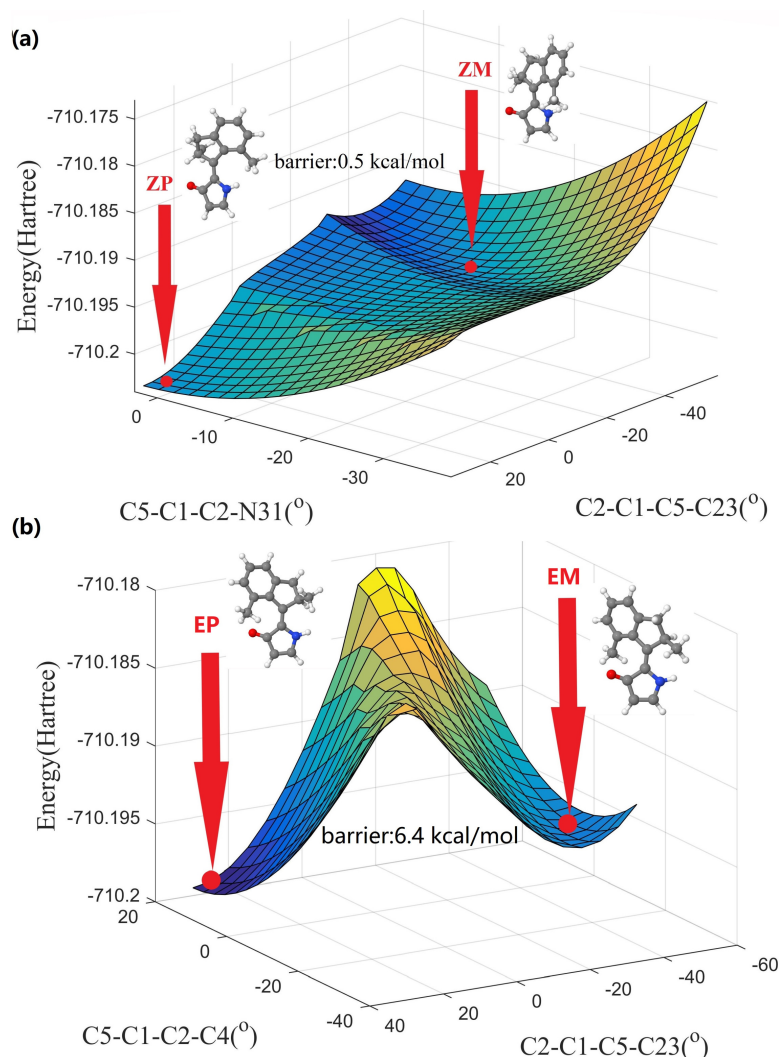 (a)
ZM
-710.175
-710.18
barrier:0.5 kcal/mol
ZP
-710.185
-710.19
-710.195
-710.2
Energy(Hartree)
0
-10
-20
-30
20
0
-20
-40
C5-C1-C2-N31(°)
C2-C1-C5-C23(°)
(b)
-710.18
EP
EM
-710.185
-710.19
-710.195
-710.2
Energy(Hartree)
barrier:6.4 kcal/mol
20
0
-20
-40
40
20
0
-20
-40
-60
C5-C1-C2-C4(°)
C2-C1-C5-C23(°)